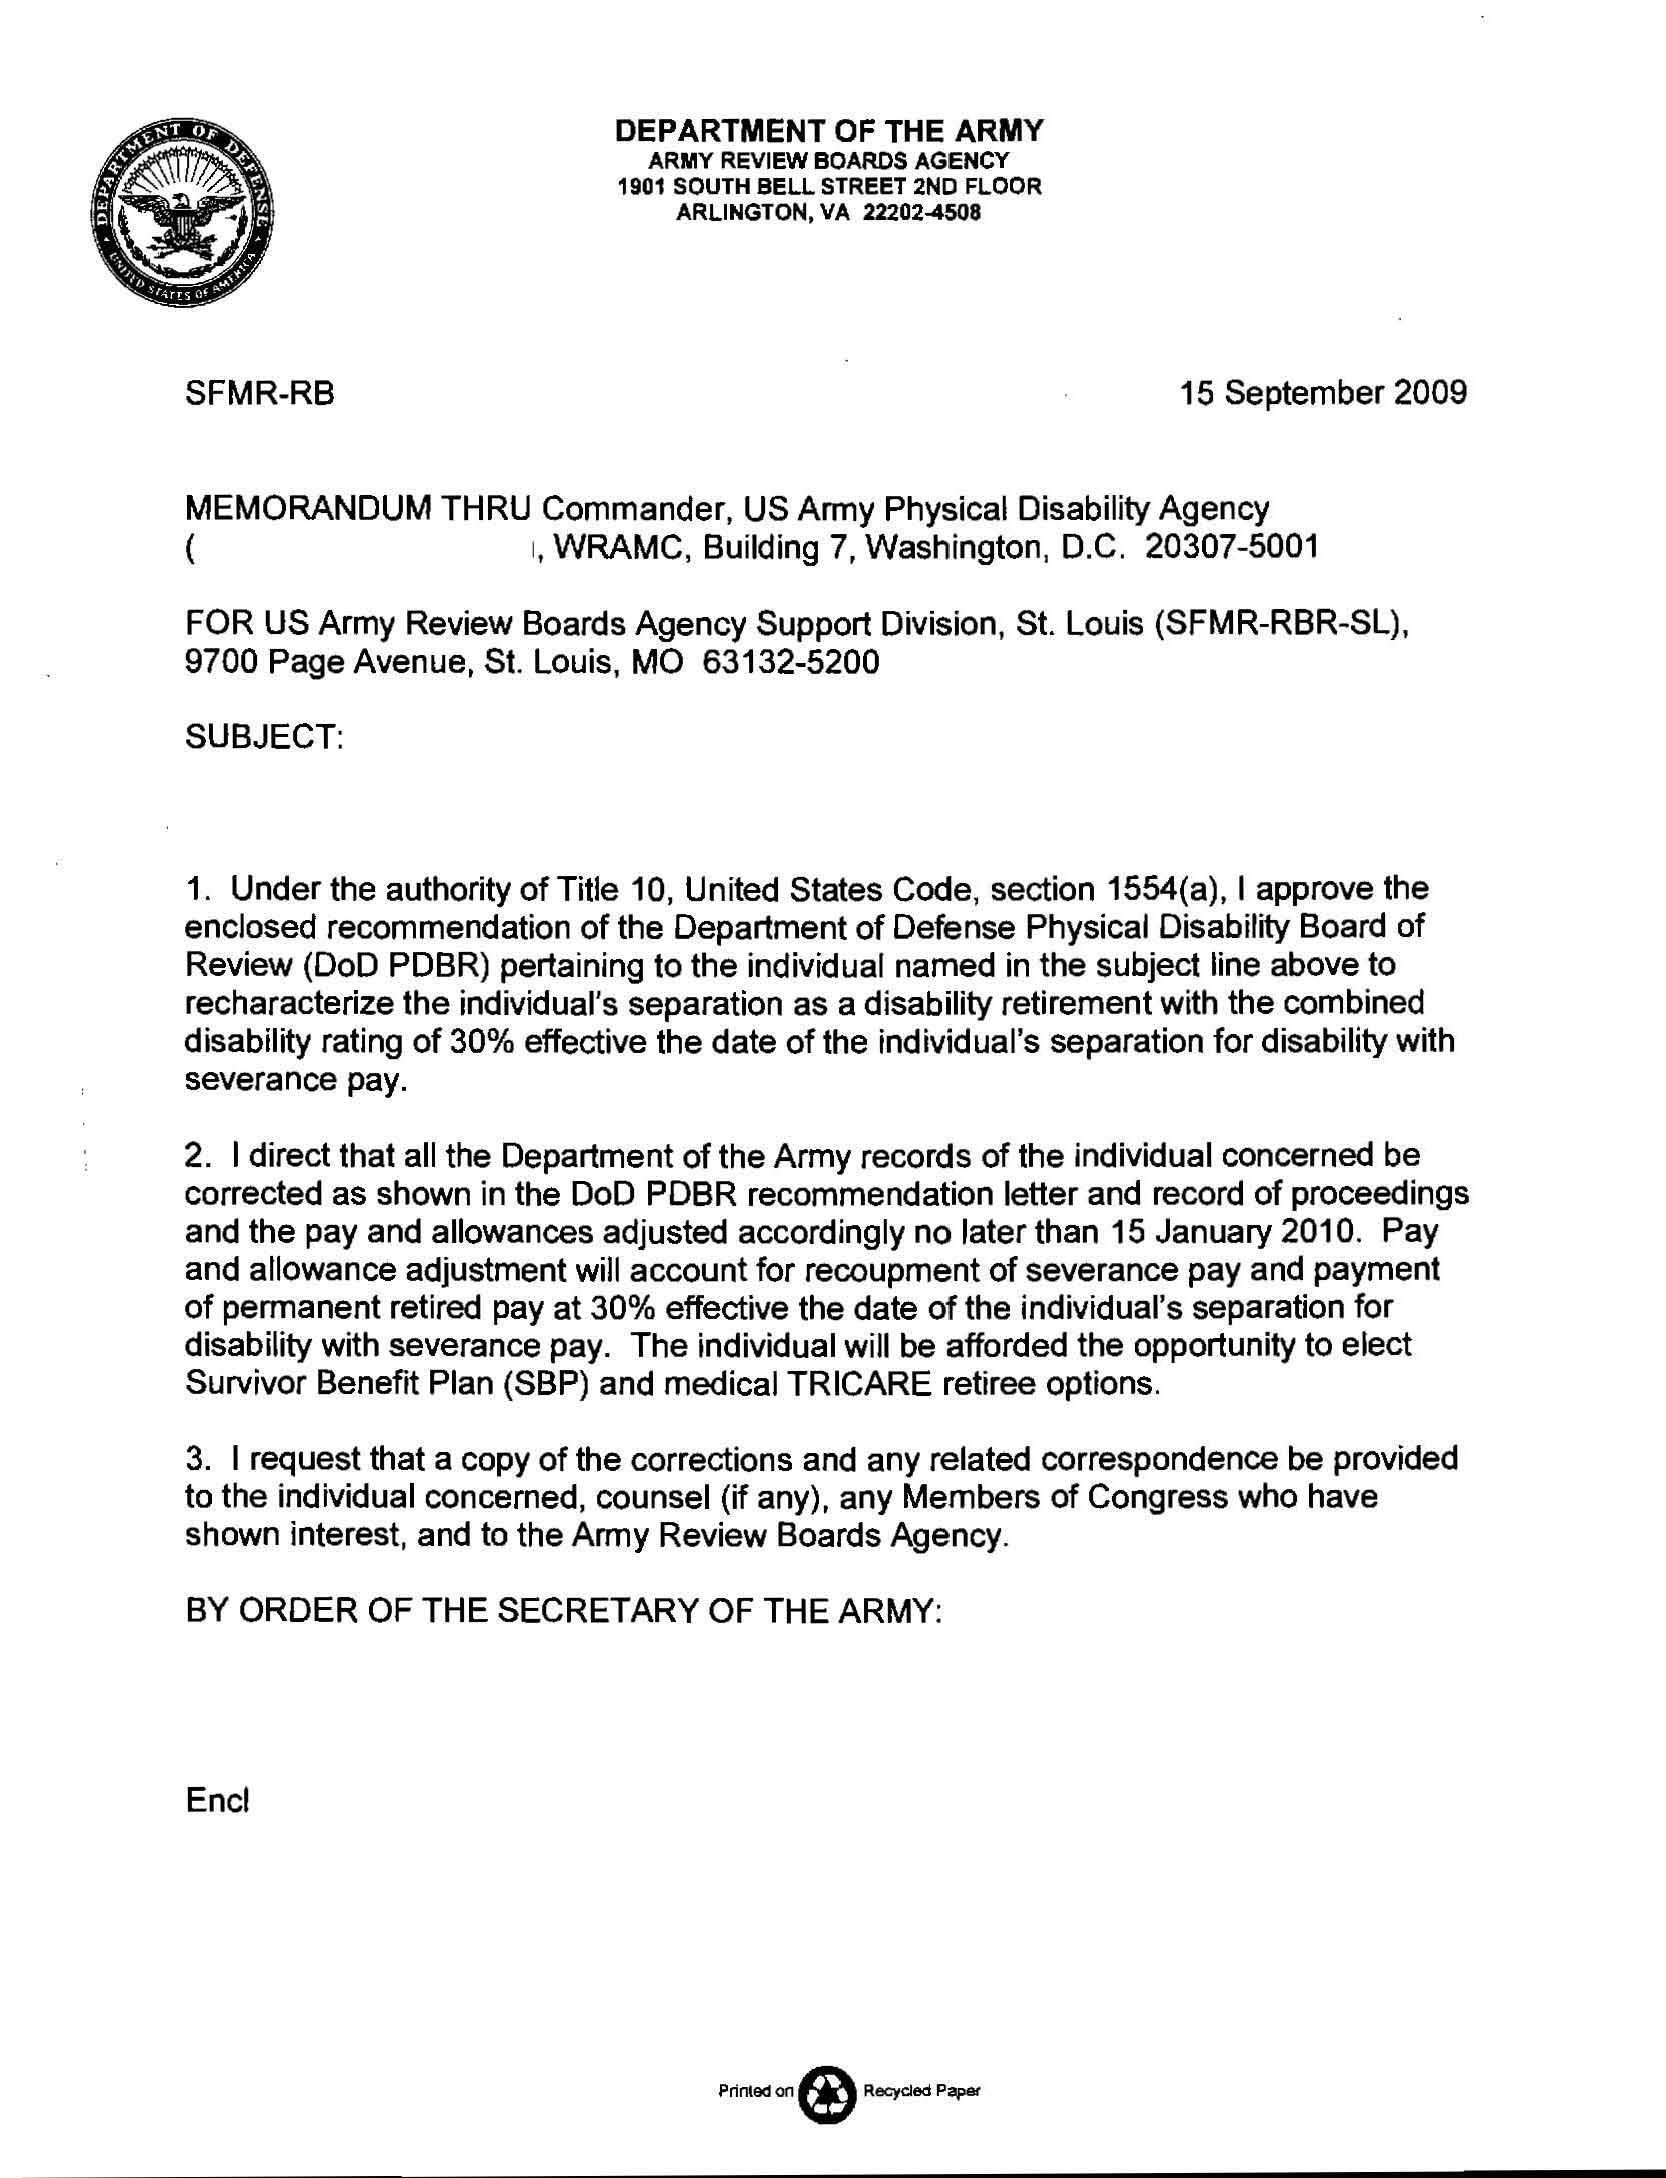 DEPARTMENT OF DEFENSE
UNITED STATES OF AMERICA
DEPARTMENT OF THE ARMY
ARMY REVIEW BOARDS AGENCY
1901 SOUTH BELL STREET 2ND FLOOR
ARLINGTON, VA 22202-4508
SFMR-RB 15 September 2009
MEMORANDUM THRU Commander, US Army Physical Disability Agency
( , WRAMC, Building 7, Washington, D.C. 20307-5001
FOR US Army Review Boards Agency Support Division, St. Louis (SFMR-RBR-SL),
9700 Page Avenue, St. Louis, MO 63132-5200
SUBJECT:
1. Under the authority of Title 10, United States Code, section 1554(a), I approve the
enclosed recommendation of the Department of Defense Physical Disability Board of
Review (DoD PDBR) pertaining to the individual named in the subject line above to
recharacterize the individual's separation as a disability retirement with the combined
disability rating of 30% effective the date of the individual's separation for disability with
severance pay.
2. I direct that all the Department of the Army records of the individual concerned be
corrected as shown in the DoD PDBR recommendation letter and record of proceedings
and the pay and allowances adjusted accordingly no later than 15 January 2010. Pay
and allowance adjustment will account for recoupment of severance pay and payment
of permanent retired pay at 30% effective the date of the individual's separation for
disability with severance pay. The individual will be afforded the opportunity to elect
Survivor Benefit Plan (SBP) and medical TRICARE retiree options.
3. I request that a copy of the corrections and any related correspondence be provided
to the individual concerned, counsel (if any), any Members of Congress who have
shown interest, and to the Army Review Boards Agency.
BY ORDER OF THE SECRETARY OF THE ARMY:
Encl
Printed on Recycled Paper